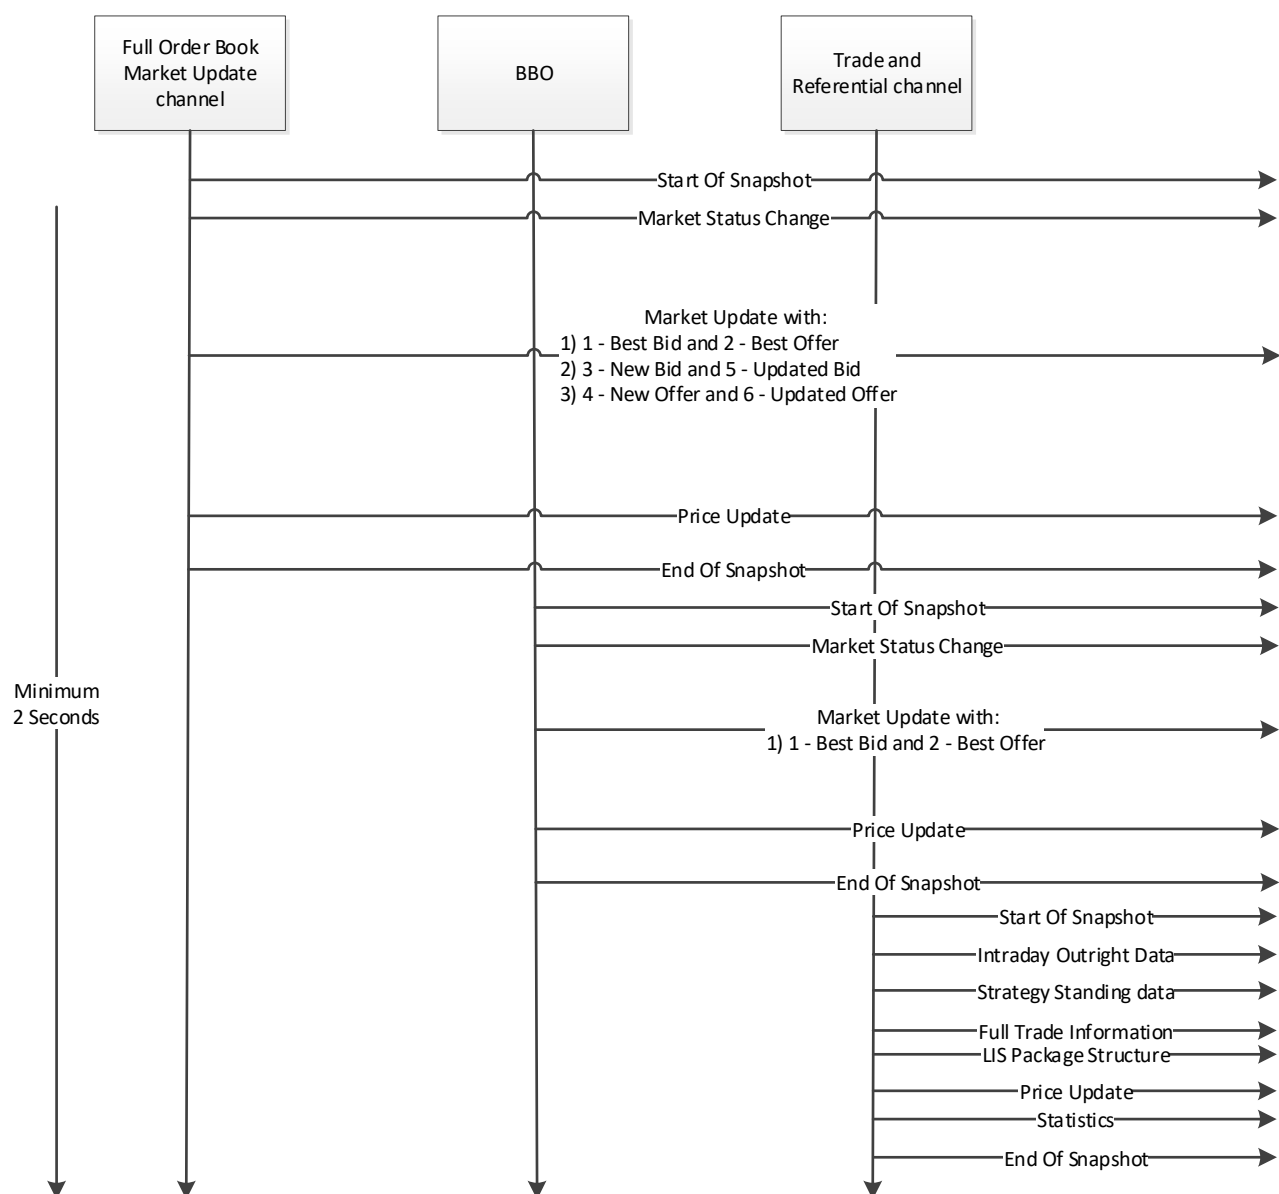 Full Order Book
Market Update
channel
BBO
Trade and
Referential channel
Start Of Snapshot
Market Status Change
Market Update with:
1) 1 - Best Bid and 2 - Best Offer
2) 3 - New Bid and 5 - Updated Bid
3) 4 - New Offer and 6 - Updated Offer
Price Update
End Of Snapshot
Start Of Snapshot
Market Status Change
Minimum
2 Seconds
Market Update with:
1) 1 - Best Bid and 2 - Best Offer
Price Update
End Of Snapshot
Start Of Snapshot
Intraday Outright Data
Strategy Standing data
Full Trade Information
LIS Package Structure
Price Update
Statistics
End Of Snapshot